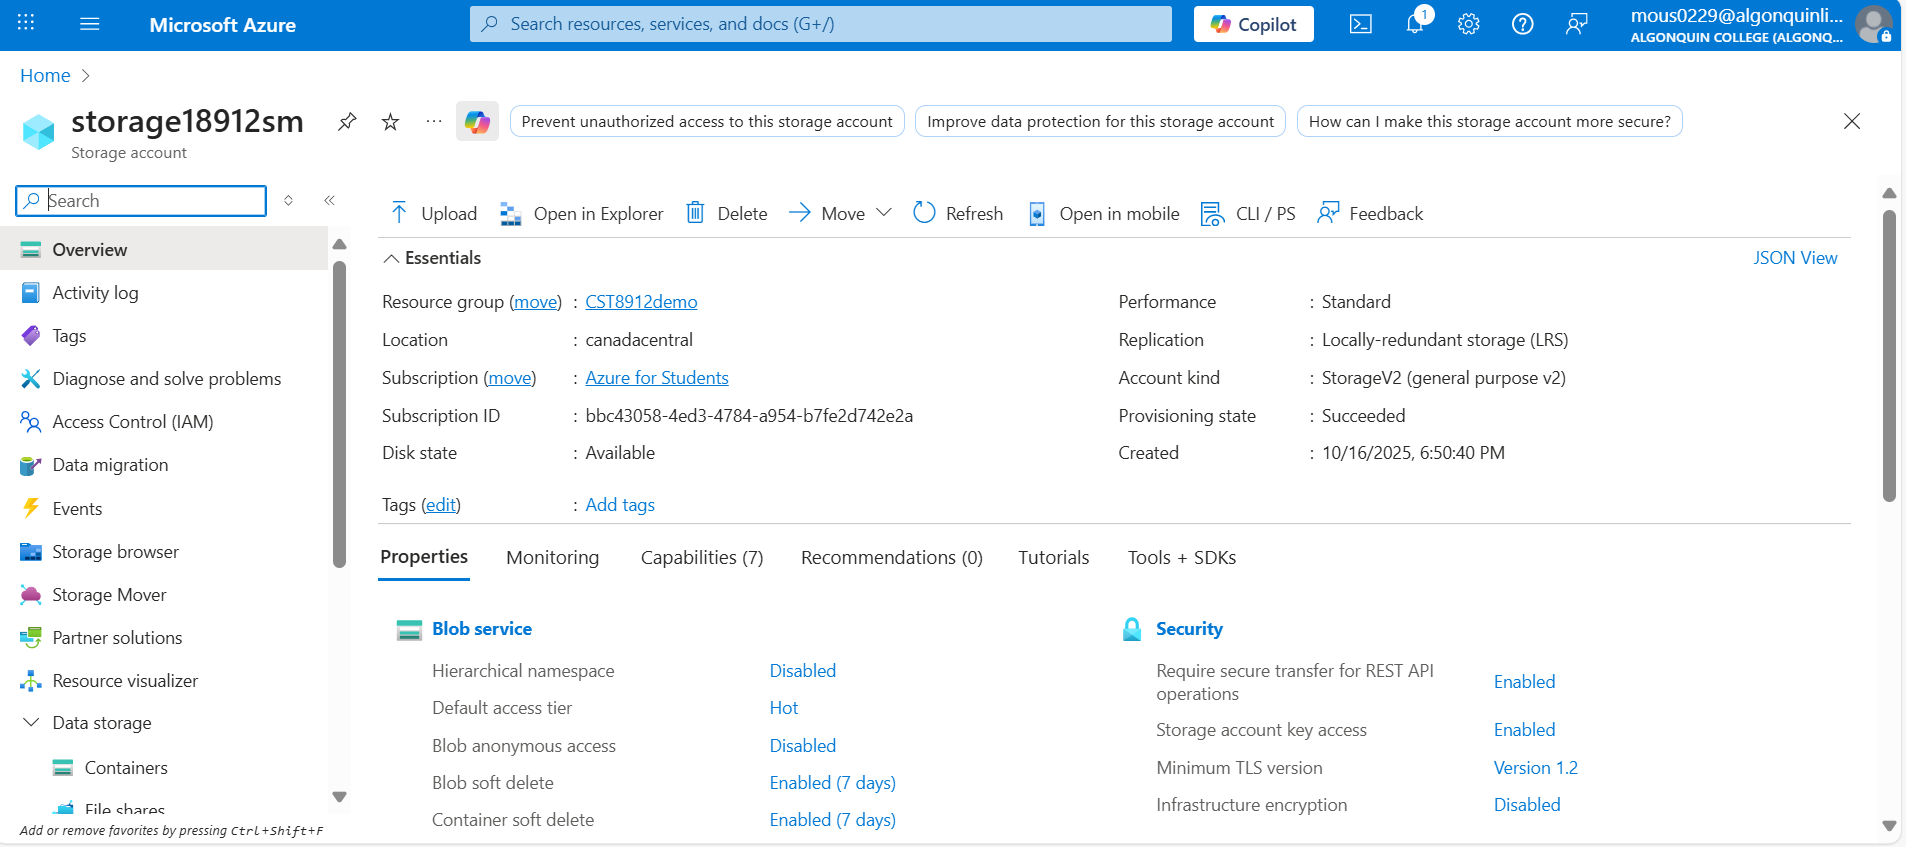 Microsoft Azure
Search resources, services, and docs (G+/)
Copilot
1
mous0229@algonquinli...
ALGONQUIN COLLEGE (ALGONQ...
Home
storage18912sm
Storage account
Prevent unauthorized access to this storage account
Improve data protection for this storage account
How can I make this storage account more secure?
Search
Overview
Activity log
Tags
Diagnose and solve problems
Access Control (IAM)
Data migration
Events
Storage browser
Storage Mover
Partner solutions
Resource visualizer
Data storage
Containers
File shares
Add or remove favorites by pressing Ctrl+Shift+F
Upload
Open in Explorer
Delete
Move
Refresh
Open in mobile
CLI / PS
Feedback
Essentials
JSON View
Resource group (move) : CST8912demo
Location : canadacentral
Subscription (move) : Azure for Students
Subscription ID : bbc43058-4ed3-4784-a954-b7fe2d742e2a
Disk state : Available
Performance : Standard
Replication : Locally-redundant storage (LRS)
Account kind : StorageV2 (general purpose v2)
Provisioning state : Succeeded
Created : 10/16/2025, 6:50:40 PM
Tags (edit) : Add tags
Properties
Monitoring
Capabilities (7)
Recommendations (0)
Tutorials
Tools + SDKs
Blob service
Hierarchical namespace Disabled
Default access tier Hot
Blob anonymous access Disabled
Blob soft delete Enabled (7 days)
Container soft delete Enabled (7 days)
Security
Require secure transfer for REST API
operations Enabled
Storage account key access Enabled
Minimum TLS version Version 1.2
Infrastructure encryption Disabled